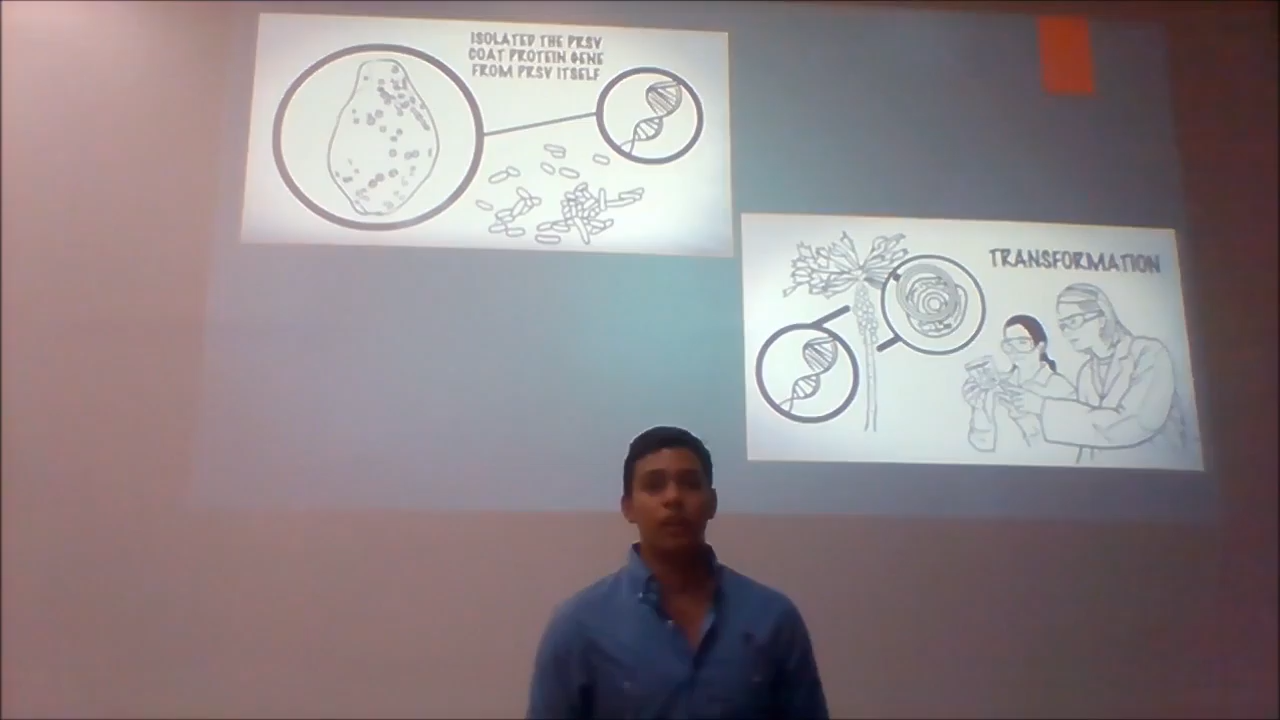 ISOLATED THE PRSV
COAT PROTEIN GENE
FROM PRSV ITSELF
TRANSFORMATION